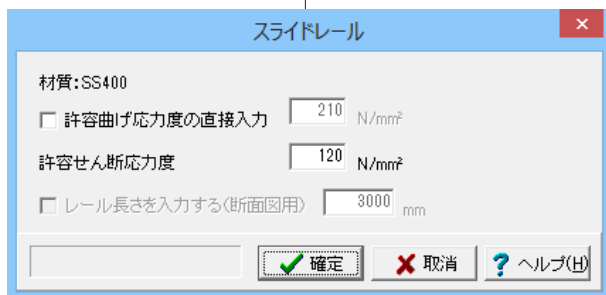 スライドレール
材質:SS400
許容曲げ応力度の直接入力 210 N/mm²
許容せん断応力度 120 N/mm²
レール長さを入力する(断面図用) 3000 mm
確定 取消 ヘルプ(H)